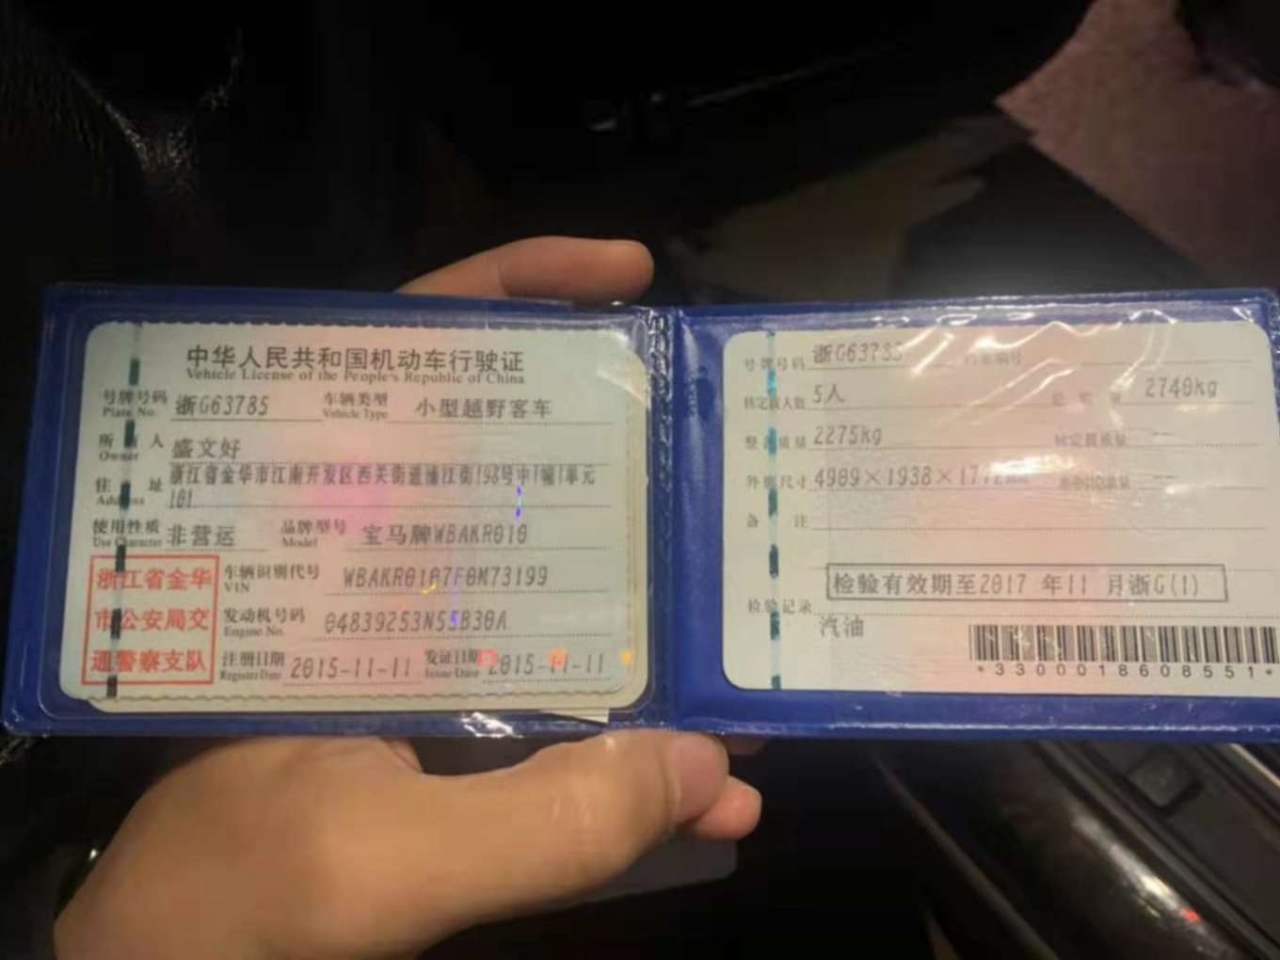 中华人民共和国机动车行驶证
Vehicle License of the People's Republic of China
号牌号码 浙G63785 车辆类型 小型越野客车
Plate No. Vehicle Type
所有人 盛文好
Owner
住址 浙江省金华市江南开发区西关街道浦江街198号中1幢1单元
Address 101
使用性质 非营运 品牌型号 宝马牌WBAKR010
Use Character Model
浙江省金华
市公安局交
通警察支队
车辆识别代号 WBAKR0107F0M73199
VIN
发动机号码 04839253N55B30A
Engine No.
注册日期 2015-11-11 发证日期 2015-11-11
Register Date Issue Date
号牌号码 浙G63785
核定载人数 5人 总质量 2740kg
整备质量 2275kg 核定载质量 --
外廓尺寸 4909×1938×17 --
备注
检验有效期至2017 年11 月浙G(1)
检验记录
汽油
*3300018608551*